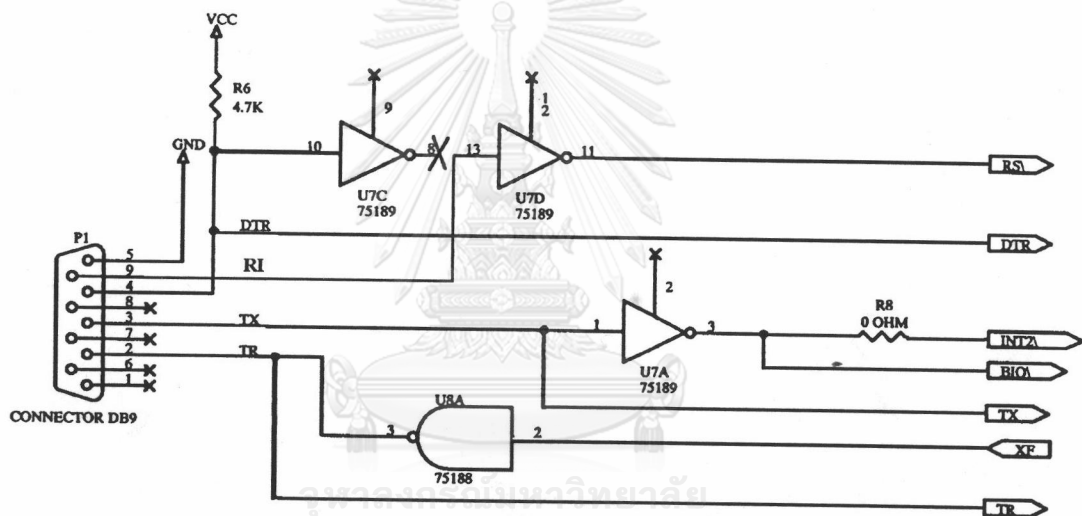 VCC
R6
4.7K
GND
9
10
8
U7C
75189
1
2
13
11
U7D
75189
RS\
DTR
DTR
P1
5
9
4
8
3
7
2
6
1
RI
TX
TR
CONNECTOR DB9
2
1
3
U7A
75189
R8
0 OHM
INT2\
BIO\
TX
U8A
3
2
75188
XF
TR
จุฬาลงกรณ์มหาวิทยาลัย